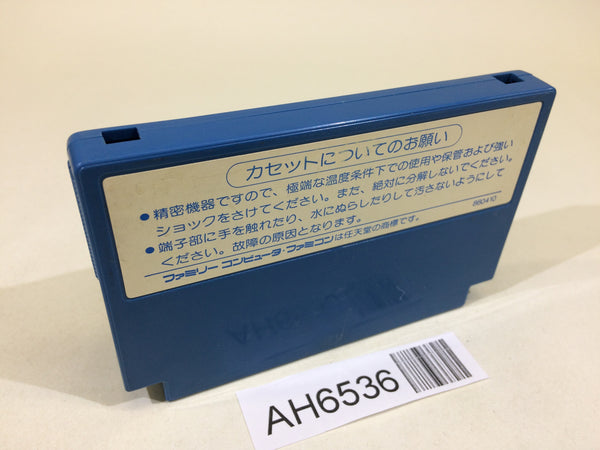 カセットについてのお願い
●精密機器ですので、極端な温度条件下での使用や保管および強い
ショックをさけてください。また、絶対に分解しないでください。
●端子部に手を触れたり、水にぬらしたりして汚さないようにして
ください。故障の原因となります。
880410
ファミリーコンピュータ・ファミコンは任天堂の商標です。
AH6536